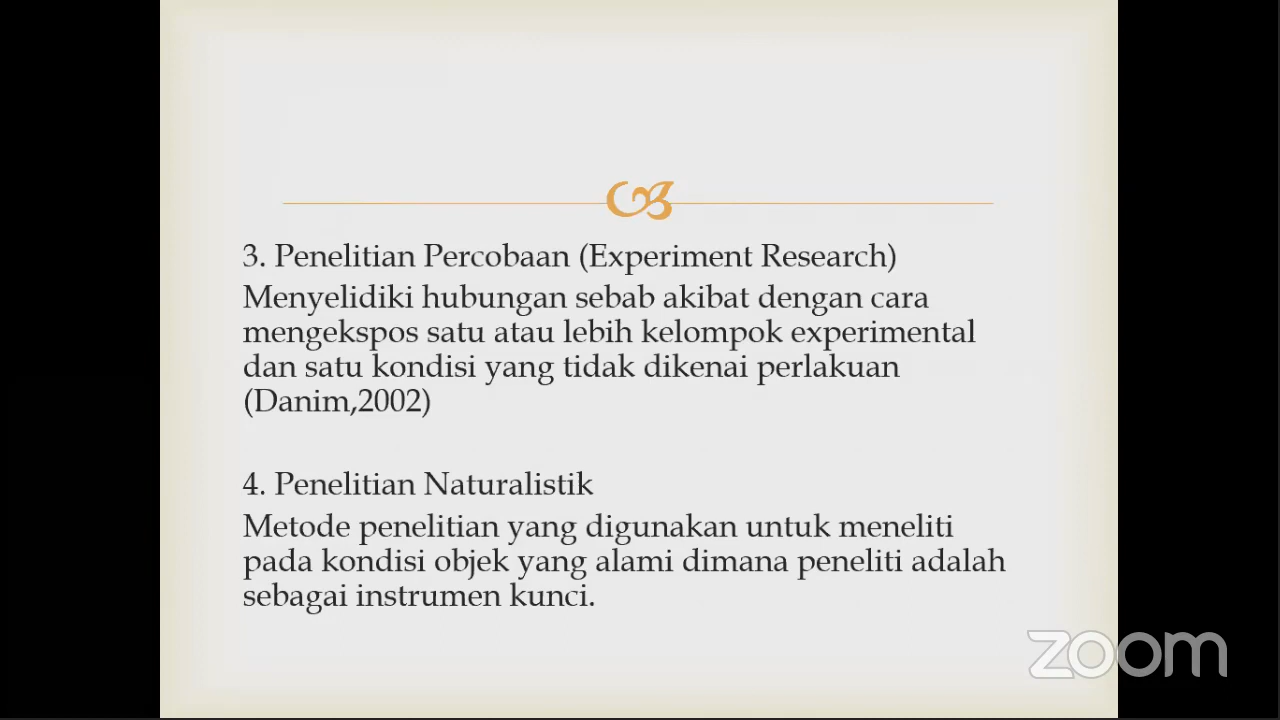 3. Penelitian Percobaan (Experiment Research)
Menyelidiki hubungan sebab akibat dengan cara
mengekspos satu atau lebih kelompok experimental
dan satu kondisi yang tidak dikenai perlakuan
(Danim,2002)
4. Penelitian Naturalistik
Metode penelitian yang digunakan untuk meneliti
pada kondisi objek yang alami dimana peneliti adalah
sebagai instrumen kunci.
zoom